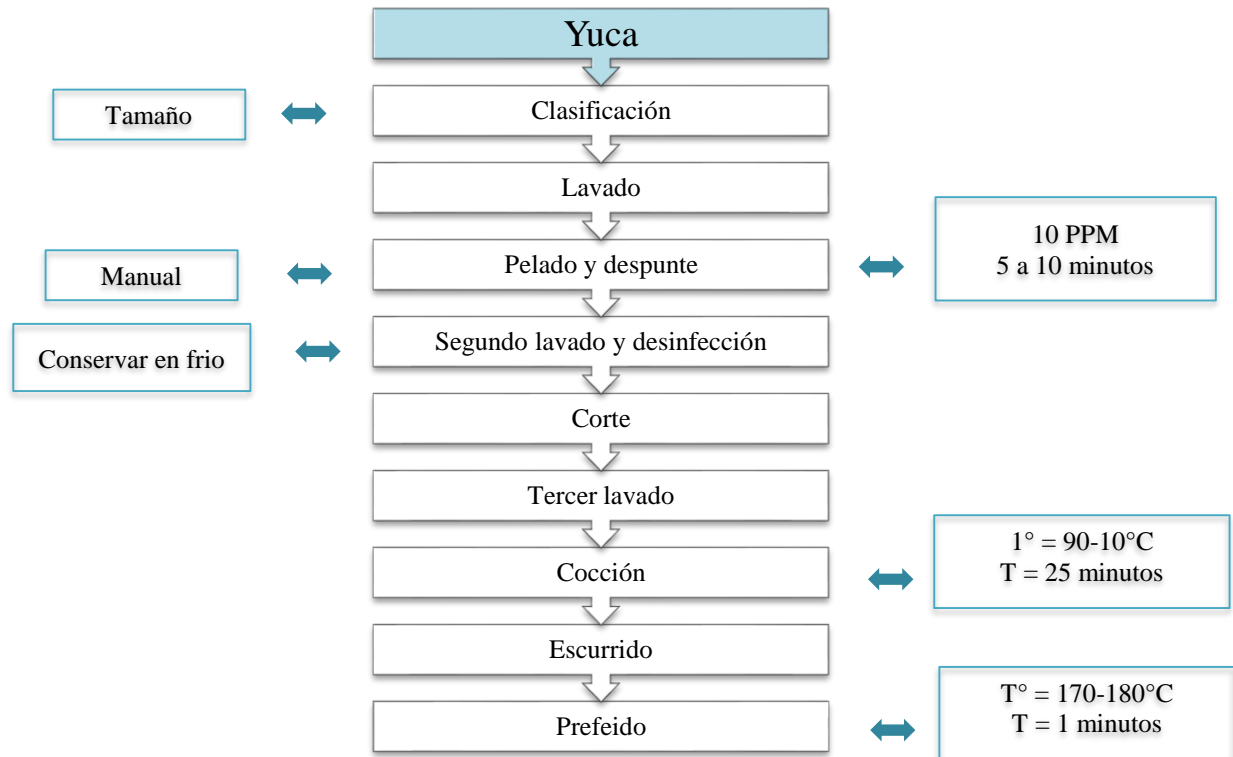 Yuca
Tamaño
Clasificación
Lavado
Manual
Pelado y despunte
10 PPM
5 a 10 minutos
Conservar en frio
Segundo lavado y desinfección
Corte
Tercer lavado
Cocción
1° = 90-10°C
T = 25 minutos
Escurrido
Prefeido
T° = 170-180°C
T = 1 minutos